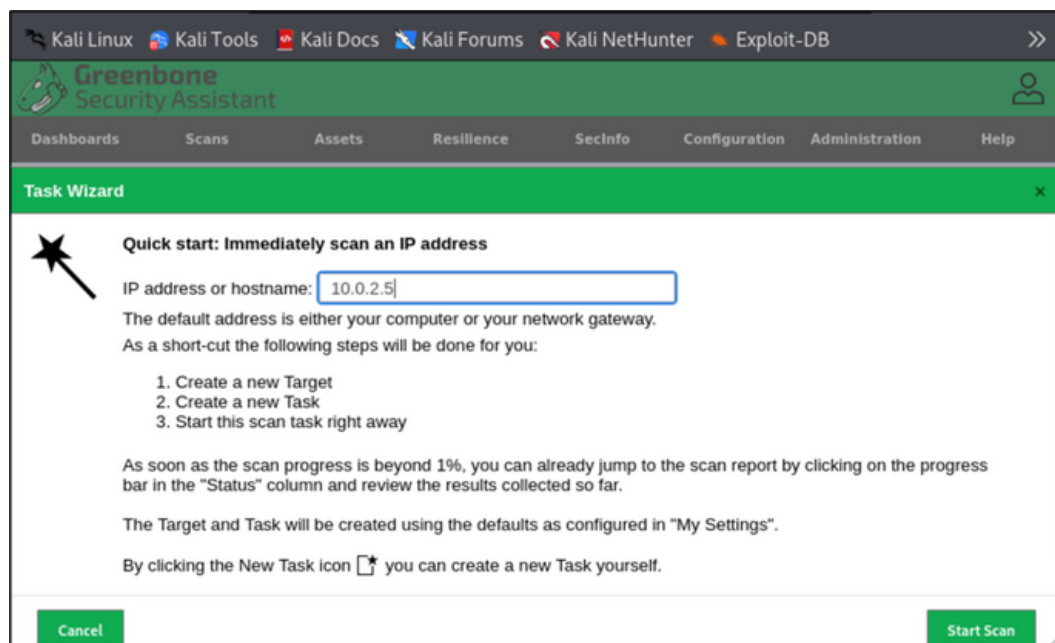 Kali Linux Kali Tools Kali Docs Kali Forums Kali NetHunter Exploit-DB »
Greenbone
Security Assistant
Dashboards Scans Assets Resilience SecInfo Configuration Administration Help
Task Wizard ×
Quick start: Immediately scan an IP address
IP address or hostname: 10.0.2.5
The default address is either your computer or your network gateway.
As a short-cut the following steps will be done for you:
1. Create a new Target
2. Create a new Task
3. Start this scan task right away
As soon as the scan progress is beyond 1%, you can already jump to the scan report by clicking on the progress
bar in the "Status" column and review the results collected so far.
The Target and Task will be created using the defaults as configured in "My Settings".
By clicking the New Task icon you can create a new Task yourself.
Cancel Start Scan